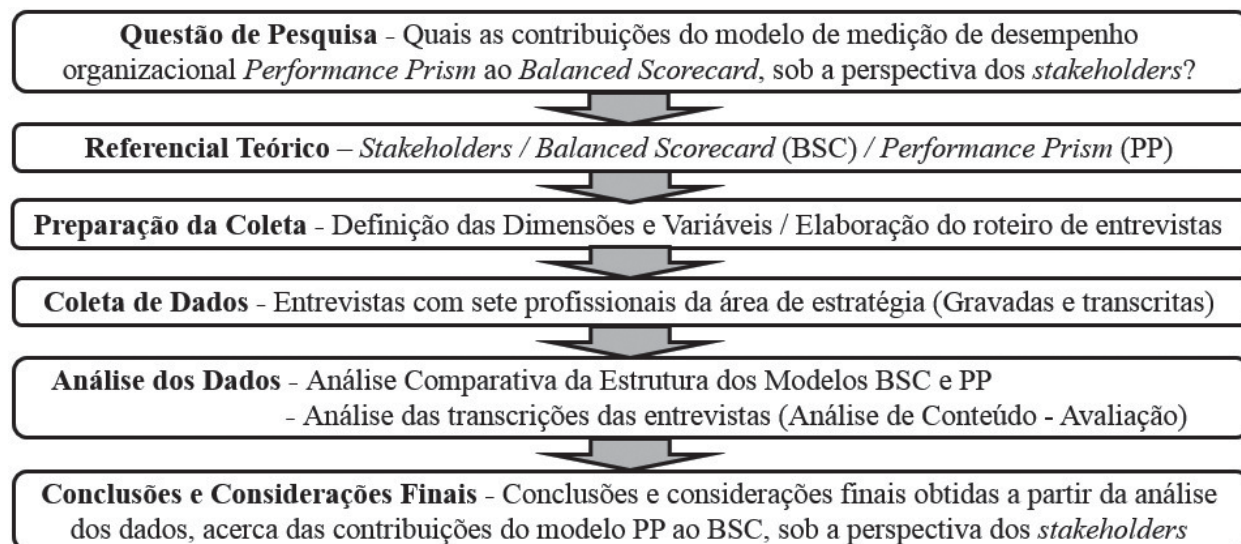 Questão de Pesquisa - Quais as contribuições do modelo de medição de desempenho
organizacional Performance Prism ao Balanced Scorecard, sob a perspectiva dos stakeholders?
Referencial Teórico – Stakeholders / Balanced Scorecard (BSC) / Performance Prism (PP)
Preparação da Coleta - Definição das Dimensões e Variáveis / Elaboração do roteiro de entrevistas
Coleta de Dados - Entrevistas com sete profissionais da área de estratégia (Gravadas e transcritas)
Análise dos Dados - Análise Comparativa da Estrutura dos Modelos BSC e PP
- Análise das transcrições das entrevistas (Análise de Conteúdo - Avaliação)
Conclusões e Considerações Finais - Conclusões e considerações finais obtidas a partir da análise
dos dados, acerca das contribuições do modelo PP ao BSC, sob a perspectiva dos stakeholders